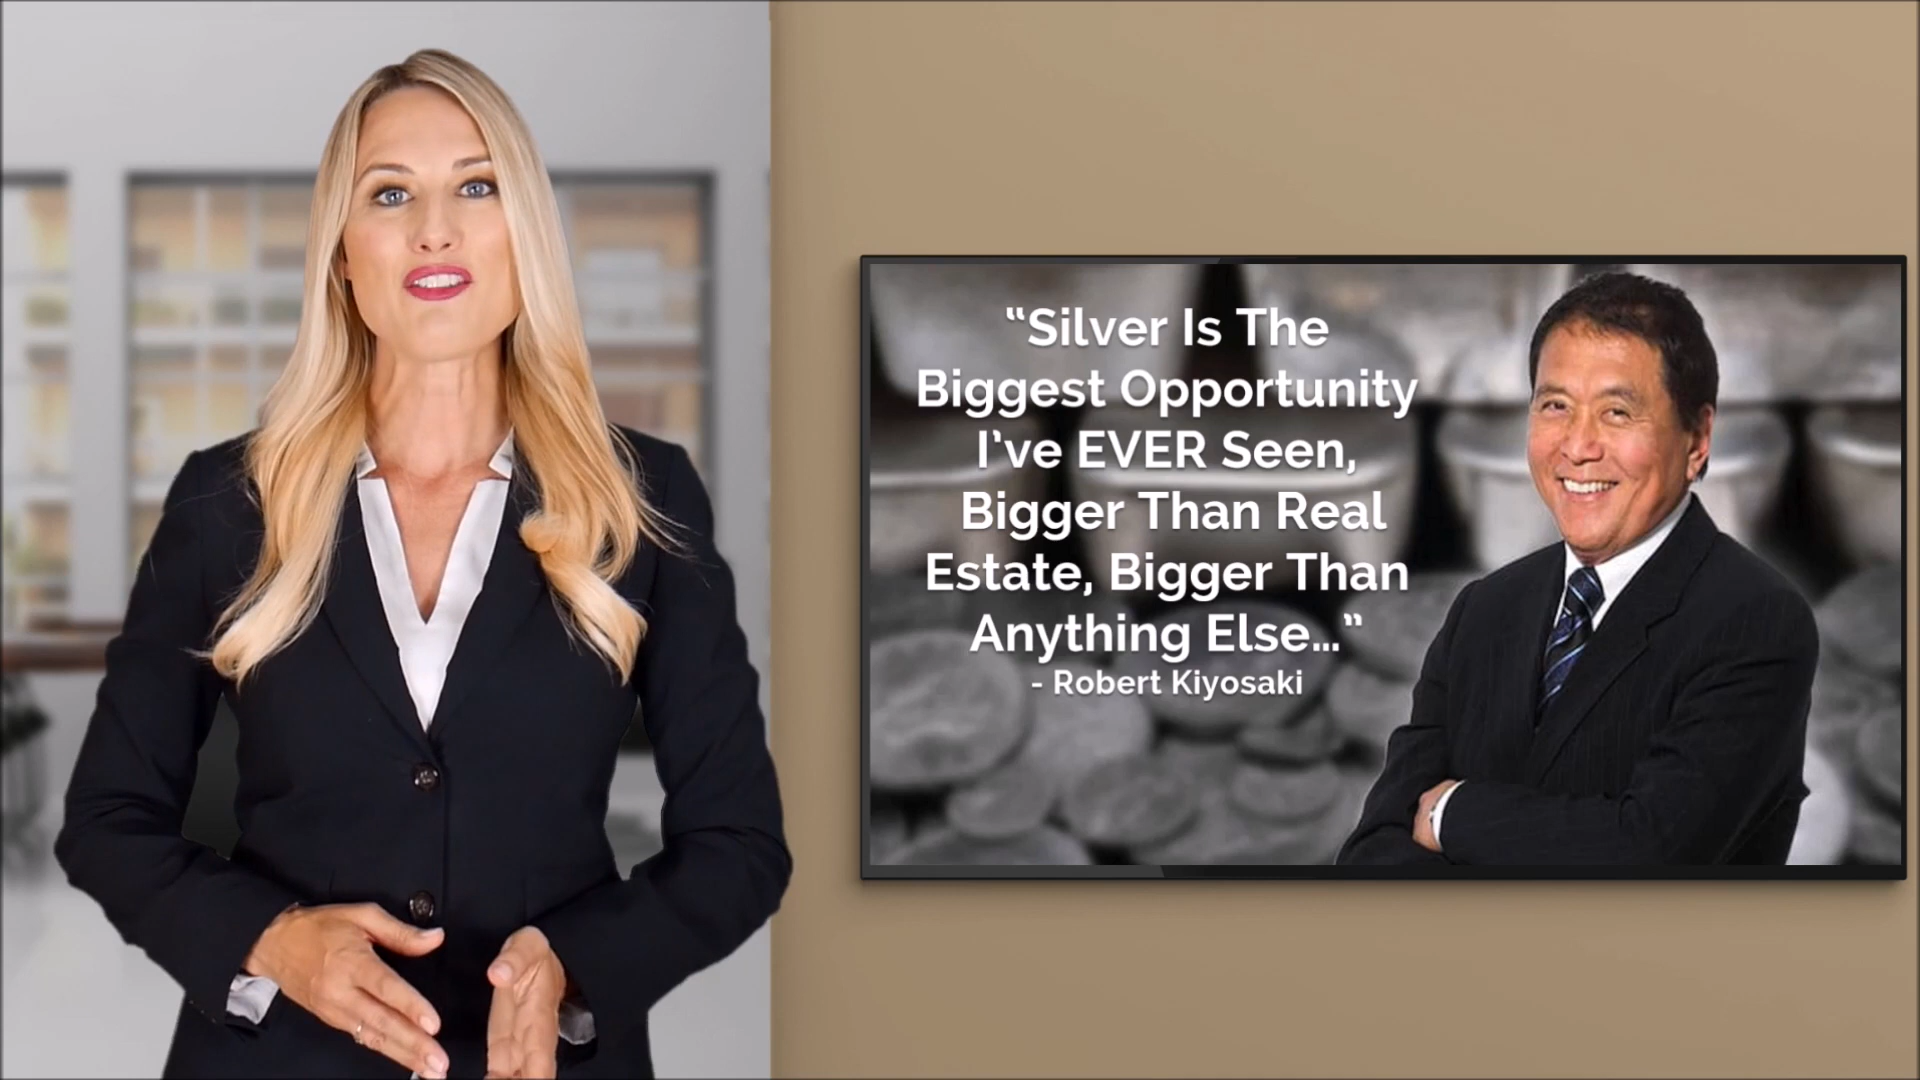 “Silver Is The
Biggest Opportunity
I’ve EVER Seen,
Bigger Than Real
Estate, Bigger Than
Anything Else...”
- Robert Kiyosaki